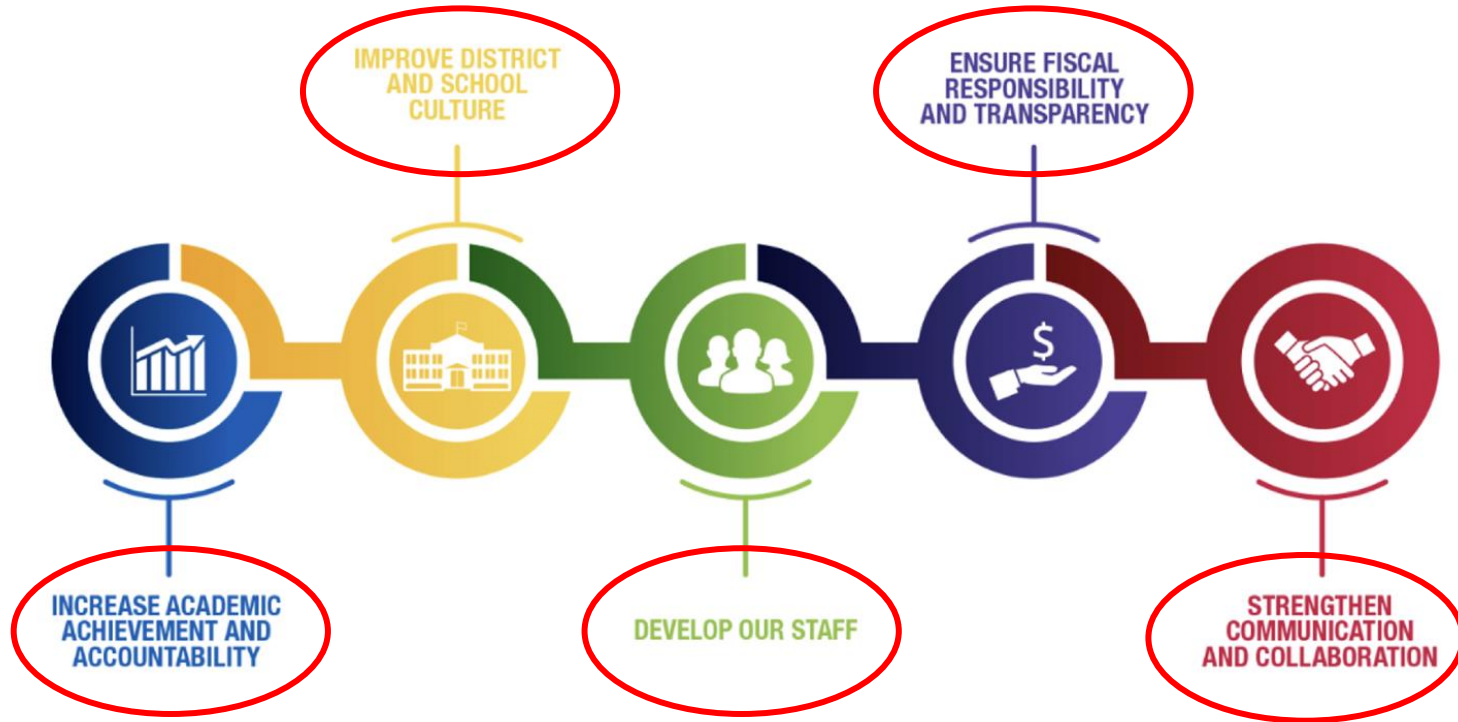 IMPROVE DISTRICT
AND SCHOOL
CULTURE
ENSURE FISCAL
RESPONSIBILITY
AND TRANSPARENCY
$
INCREASE ACADEMIC
ACHIEVEMENT AND
ACCOUNTABILITY
DEVELOP OUR STAFF
STRENGTHEN
COMMUNICATION
AND COLLABORATION